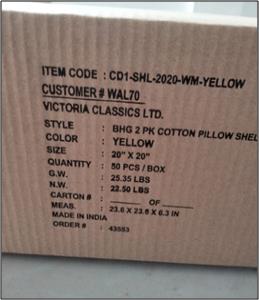 ITEM CODE : CD1-SHL-2020-WM-YELLOW
CUSTOMER # WAL70
VICTORIA CLASSICS LTD.
STYLE : BHG 2 PK COTTON PILLOW SHEL
COLOR : YELLOW
SIZE : 20" X 20"
QUANTITY : 50 PCS / BOX
G.W. : 25.35 LBS
N.W. : 22.50 LBS
CARTON # : ____ OF ____
MEAS. : 23.6 X 23.6 X 6.3 IN
MADE IN INDIA
ORDER # : 43553